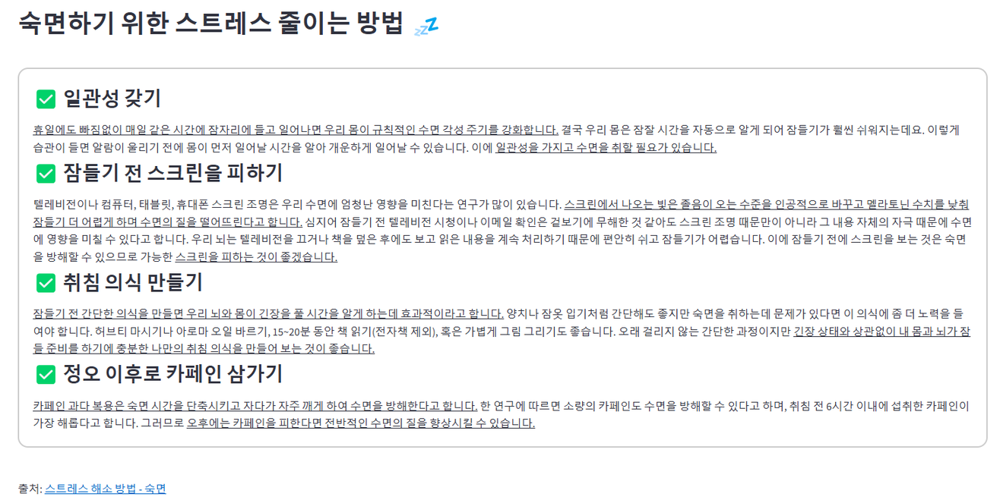 숙면하기 위한 스트레스 줄이는 방법 💤
✅ 일관성 갖기
휴일에도 빠짐없이 매일 같은 시간에 잠자리에 들고 일어나면 우리 몸이 규칙적인 수면 각성 주기를 강화합니다. 결국 우리 몸은 잠잘 시간을 자동으로 알게 되어 잠들기가 훨씬 쉬워지는데요. 이렇게
습관이 들면 알람이 울리기 전에 몸이 먼저 일어날 시간을 알아 개운하게 일어날 수 있습니다. 이에 일관성을 가지고 수면을 취할 필요가 있습니다.
✅ 잠들기 전 스크린을 피하기
텔레비전이나 컴퓨터, 태블릿, 휴대폰 스크린 조명은 우리 수면에 엄청난 영향을 미친다는 연구가 많이 있습니다. 스크린에서 나오는 빛은 졸음이 오는 수준을 인공적으로 바꾸고 멜라토닌 수치를 낮춰
잠들기 더 어렵게 하며 수면의 질을 떨어뜨린다고 합니다. 심지어 잠들기 전 텔레비전 시청이나 이메일 확인은 겉보기에 무해한 것 같아도 스크린 조명 때문만이 아니라 그 내용 자체의 자극 때문에 수면
에 영향을 미칠 수 있다고 합니다. 우리 뇌는 텔레비전을 끄거나 책을 덮은 후에도 보고 읽은 내용을 계속 처리하기 때문에 편안히 쉬고 잠들기가 어렵습니다. 이에 잠들기 전에 스크린을 보는 것은 숙면
을 방해할 수 있으므로 가능한 스크린을 피하는 것이 좋겠습니다.
✅ 취침 의식 만들기
잠들기 전 간단한 의식을 만들면 우리 뇌와 몸이 긴장을 풀 시간을 알게 하는데 효과적이라고 합니다. 양치나 잠옷 입기처럼 간단해도 좋지만 숙면을 취하는데 문제가 있다면 이 의식에 좀 더 노력을 들
여야 합니다. 허브티 마시기나 아로마 오일 바르기, 15~20분 동안 책 읽기(전자책 제외), 혹은 가볍게 그림 그리기도 좋습니다. 오래 걸리지 않는 간단한 과정이지만 긴장 상태와 상관없이 내 몸과 뇌가 잠
들 준비를 하기에 충분한 나만의 취침 의식을 만들어 보는 것이 좋습니다.
✅ 정오 이후로 카페인 삼가기
카페인 과다 복용은 숙면 시간을 단축시키고 자다가 자주 깨게 하여 수면을 방해한다고 합니다. 한 연구에 따르면 소량의 카페인도 수면을 방해할 수 있다고 하며, 취침 전 6시간 이내에 섭취한 카페인이
가장 해롭다고 합니다. 그러므로 오후에는 카페인을 피한다면 전반적인 수면의 질을 향상시킬 수 있습니다.
출처: 스트레스 해소 방법 - 숙면